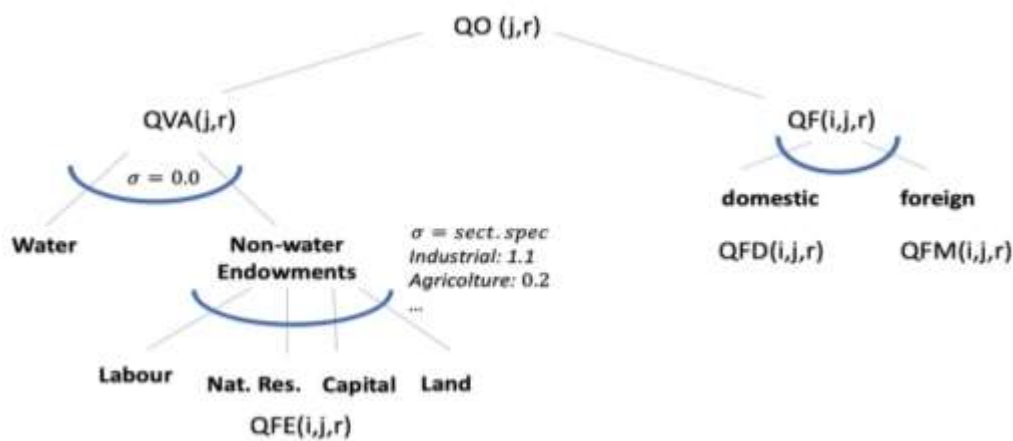 QO (j,r)
QVA(j,r)
QF(i,j,r)
σ = 0.0
domestic
foreign
Water
Non-water
Endowments
σ = sect.spec
Industrial: 1.1
Agricolture: 0.2
...
QFD(i,j,r)
QFM(i,j,r)
Labour
Nat. Res.
Capital
Land
QFE(i,j,r)